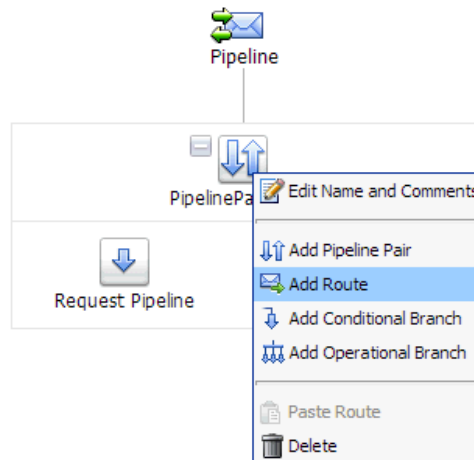 Pipeline
PipelinePa
Edit Name and Comments
Add Pipeline Pair
Add Route
Request Pipeline
Add Conditional Branch
Add Operational Branch
Paste Route
Delete